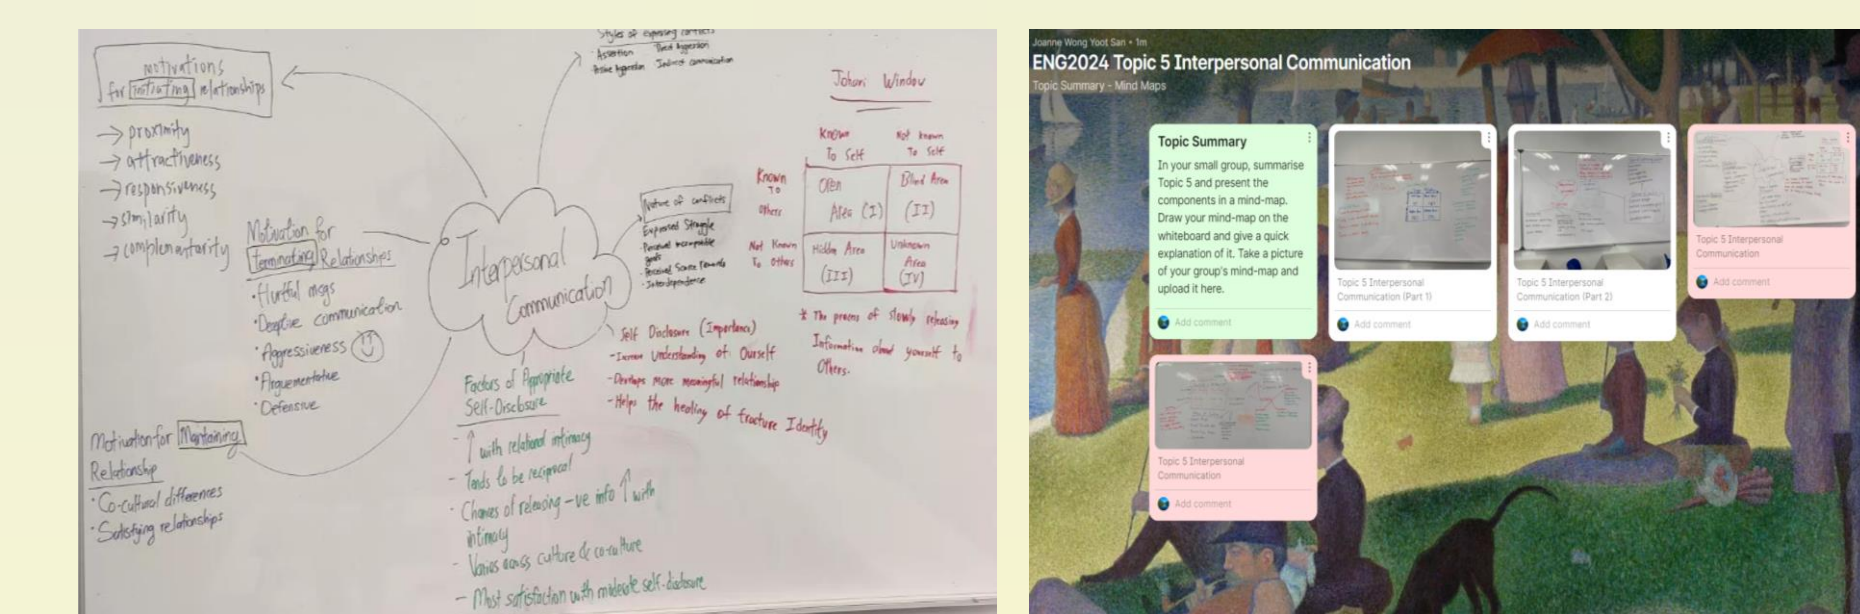 motivations
for initiating relationships
→ proximity
→ attractiveness
→ responsiveness
→ similarity
→ complementarity
Motivation for
terminating Relationships
• Hurtful msgs
• Deceptive communication
• Aggressiveness
• Arguementative
• Defensive
Motivation for Maintaining
Relationship
• Co-cultural differences
• Satisfying relationships
Styles of expressing conflicts
- Assertion
Indirect communication
Interpersonal
Communication
Nature of conflicts
Expressed Struggle
- Interdependence
Johari Window
Known
To Self
Not known
To Self
Known
To
Others
Not Known
To Others
Open
Area (I)
Blind Area
(II)
Hidden Area
(III)
Unknown
Area
(IV)
* The process of slowly releasing
Information about yourself to
Others.
Self Disclosure (Importance)
- Increase Understanding of Ourself
- Develops more meaningful relationship
- Helps the healing of fracture Identity
Factors of Appropriate
Self-Disclosure
- ↑ with relational intimacy
- Tends to be reciprocal
- Chances of releasing -ve info ↑ with
intimacy
- Varies across culture & co-culture
- Most satisfaction with moderate self-disclosure
Joanne Wong Yoot San • 1m
ENG2024 Topic 5 Interpersonal Communication
Topic Summary - Mind Maps
Topic Summary
In your small group, summarise
Topic 5 and present the
components in a mind-map.
Draw your mind-map on the
whiteboard and give a quick
explanation of it. Take a picture
of your group's mind-map and
upload it here.
Add comment
Topic 5 Interpersonal
Communication (Part 1)
Add comment
Topic 5 Interpersonal
Communication (Part 2)
Add comment
Topic 5 Interpersonal
Communication
Add comment
Topic 5 Interpersonal
Communication
Add comment